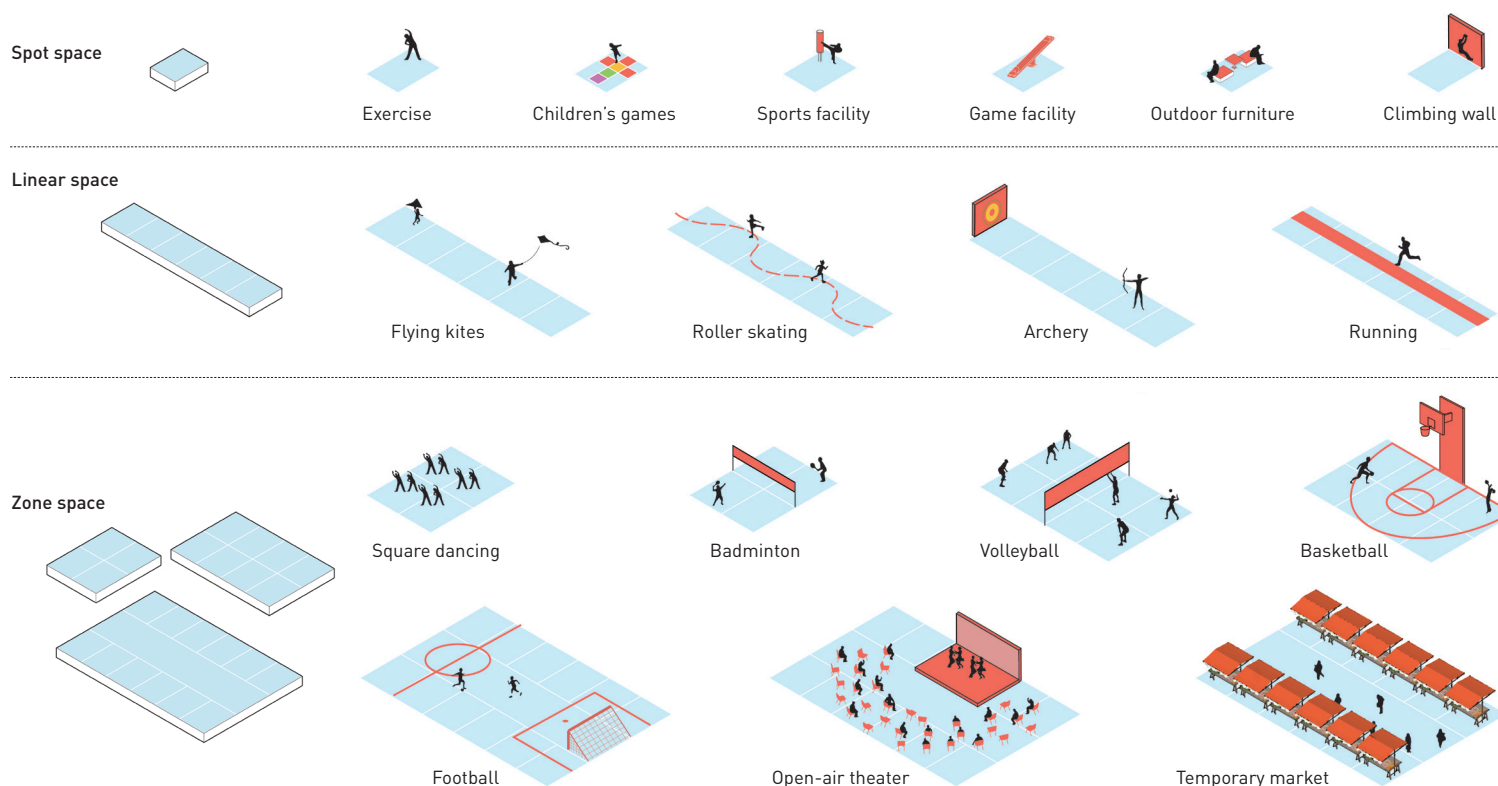 Spot space
Exercise
Children's games
Sports facility
Game facility
Outdoor furniture
Climbing wall
Linear space
Flying kites
Roller skating
Archery
Running
Zone space
Square dancing
Badminton
Volleyball
Basketball
Football
Open-air theater
Temporary market